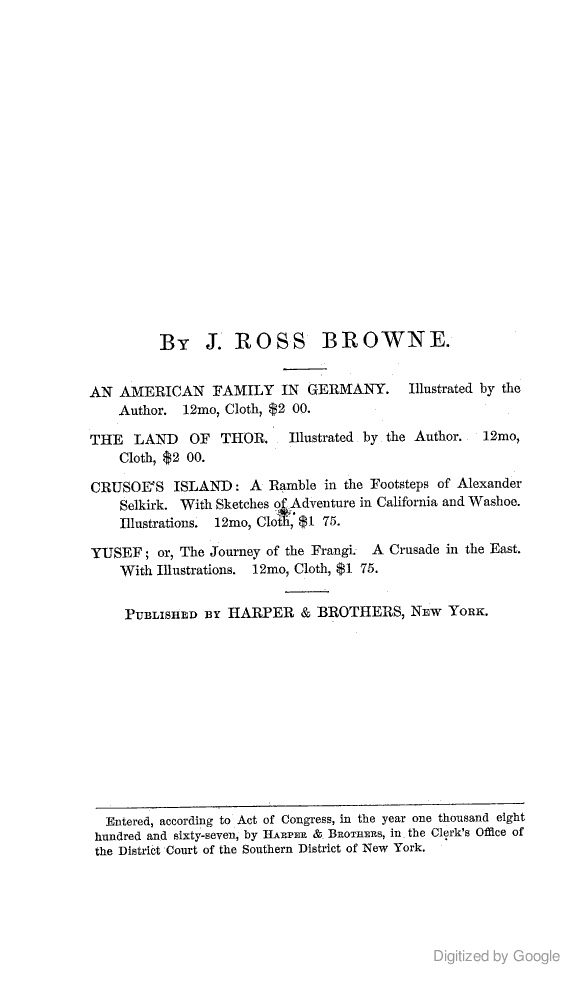 By J. ROSS BROWNE.
AN AMERICAN FAMILY IN GERMANY. Illustrated by the
Author. 12mo, Cloth, $2 00.
THE LAND OF THOR. Illustrated by the Author. 12mo,
Cloth, $2 00.
CRUSOE'S ISLAND: A Ramble in the Footsteps of Alexander
Selkirk. With Sketches of Adventure in California and Washoe.
Illustrations. 12mo, Cloth, $1 75.
YUSEF; or, The Journey of the Frangi. A Crusade in the East.
With Illustrations. 12mo, Cloth, $1 75.
Published by HARPER & BROTHERS, New York.
Entered, according to Act of Congress, in the year one thousand eight
hundred and sixty-seven, by Harper & Brothers, in the Clerk's Office of
the District Court of the Southern District of New York.
Digitized by Google